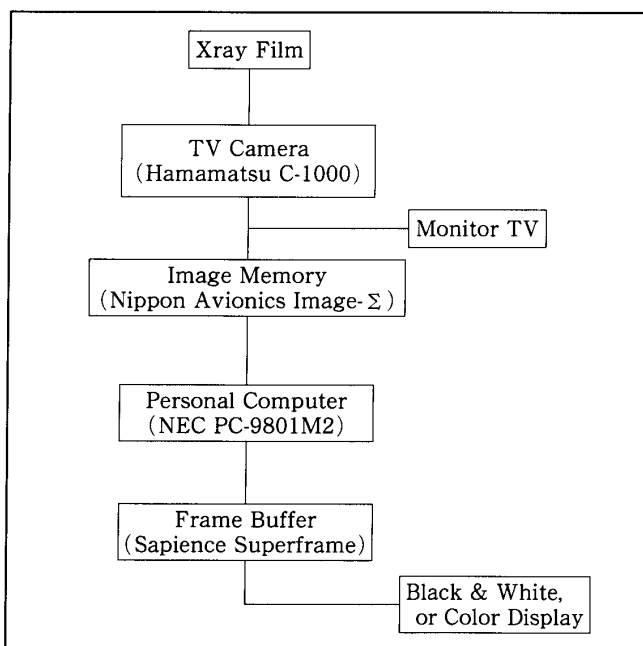 Xray Film
TV Camera
(Hamamatsu C-1000)
Monitor TV
Image Memory
(Nippon Avionics Image-Σ)
Personal Computer
(NEC PC-9801M2)
Frame Buffer
(Sapience Superframe)
Black & White,
or Color Display